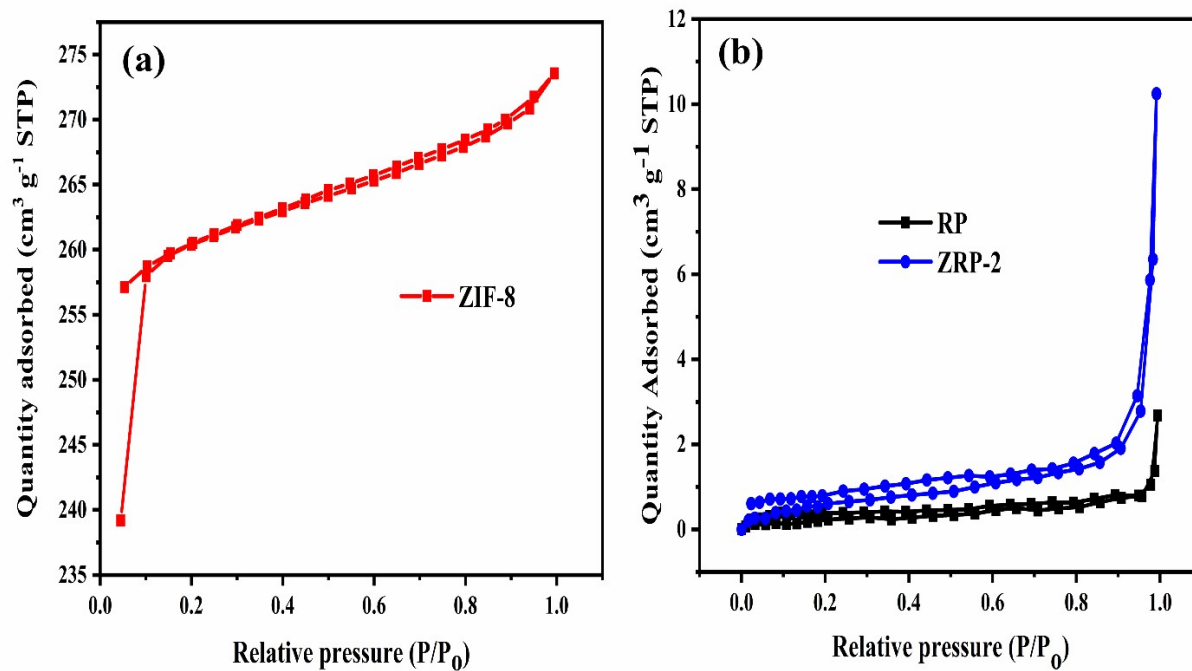 (a)
Quantity adsorbed (cm³ g⁻¹ STP)
275
270
265
260
255
250
245
240
235
ZIF-8
0.0 0.2 0.4 0.6 0.8 1.0
Relative pressure (P/P₀)
(b)
Quantity Adsorbed (cm³ g⁻¹ STP)
12
10
8
6
4
2
0
RP
ZRP-2
0.0 0.2 0.4 0.6 0.8 1.0
Relative pressure (P/P₀)